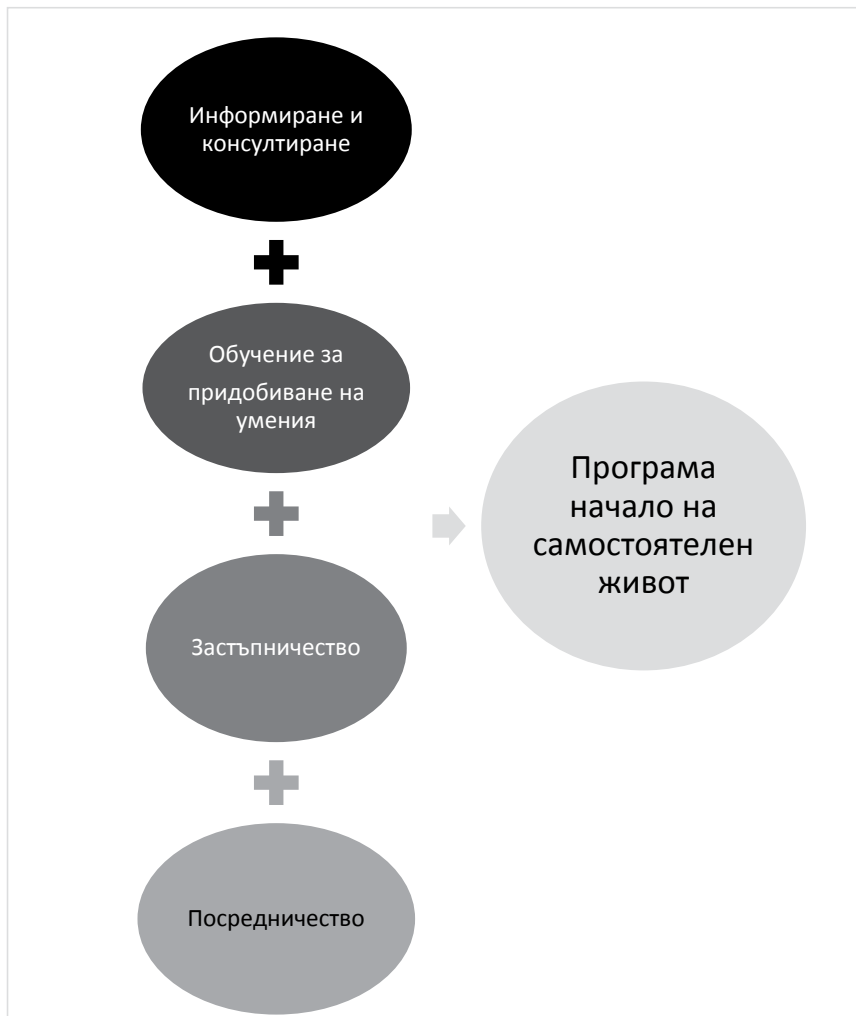 Информиране и
консултиране
Обучение за
придобиване на
умения
Застъпничество
Посредничество
Програма
начало на
самостоятелен
живот